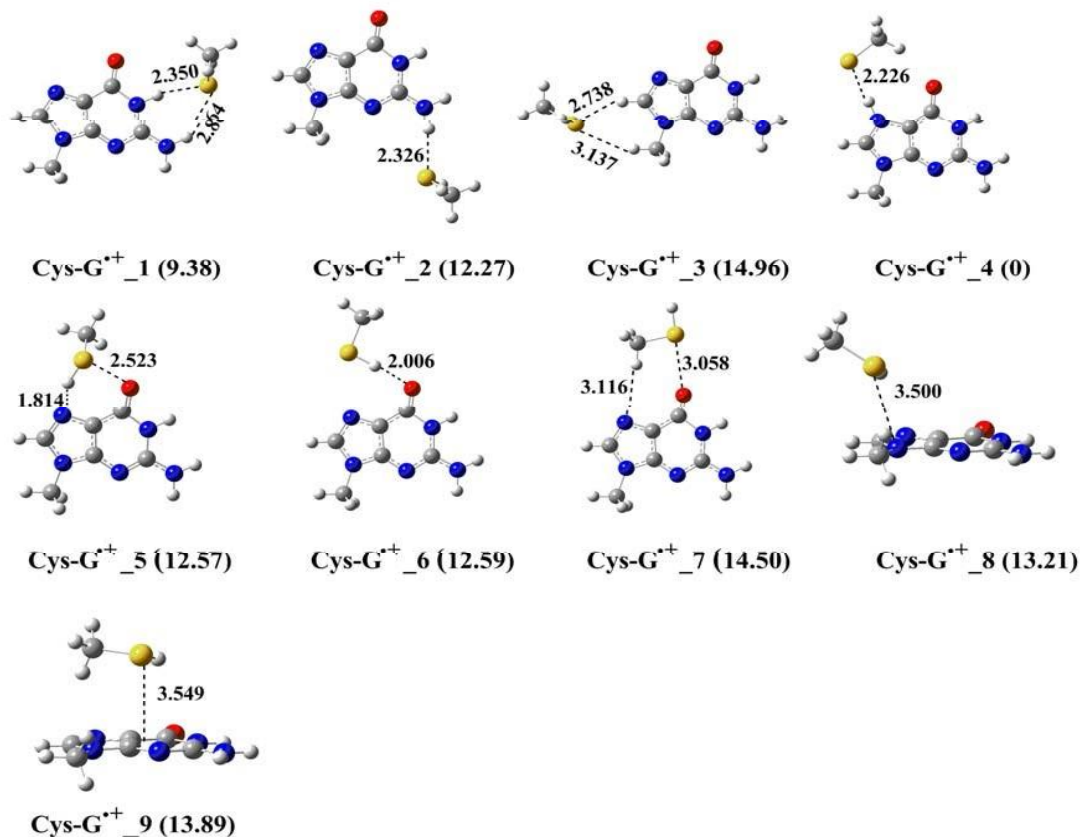 2.350
2.864
2.326
2.738
3.137
2.226
Cys-G•+_1 (9.38)
Cys-G•+_2 (12.27)
Cys-G•+_3 (14.96)
Cys-G•+_4 (0)
2.523
1.814
2.006
3.116
3.058
3.500
Cys-G•+_5 (12.57)
Cys-G•+_6 (12.59)
Cys-G•+_7 (14.50)
Cys-G•+_8 (13.21)
3.549
Cys-G•+_9 (13.89)